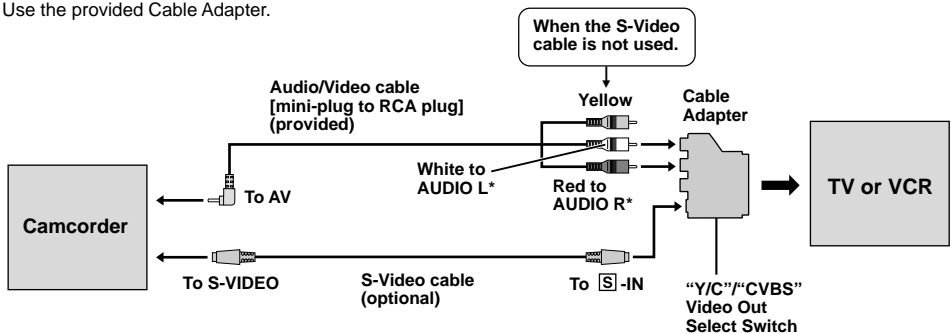 Use the provided Cable Adapter.
When the S-Video
cable is not used.
Audio/Video cable
[mini-plug to RCA plug]
(provided)
Yellow
Cable
Adapter
White to
AUDIO L*
Red to
AUDIO R*
To AV
Camcorder
TV or VCR
To S-VIDEO
S-Video cable
(optional)
To S -IN
“Y/C”/“CVBS”
Video Out
Select Switch